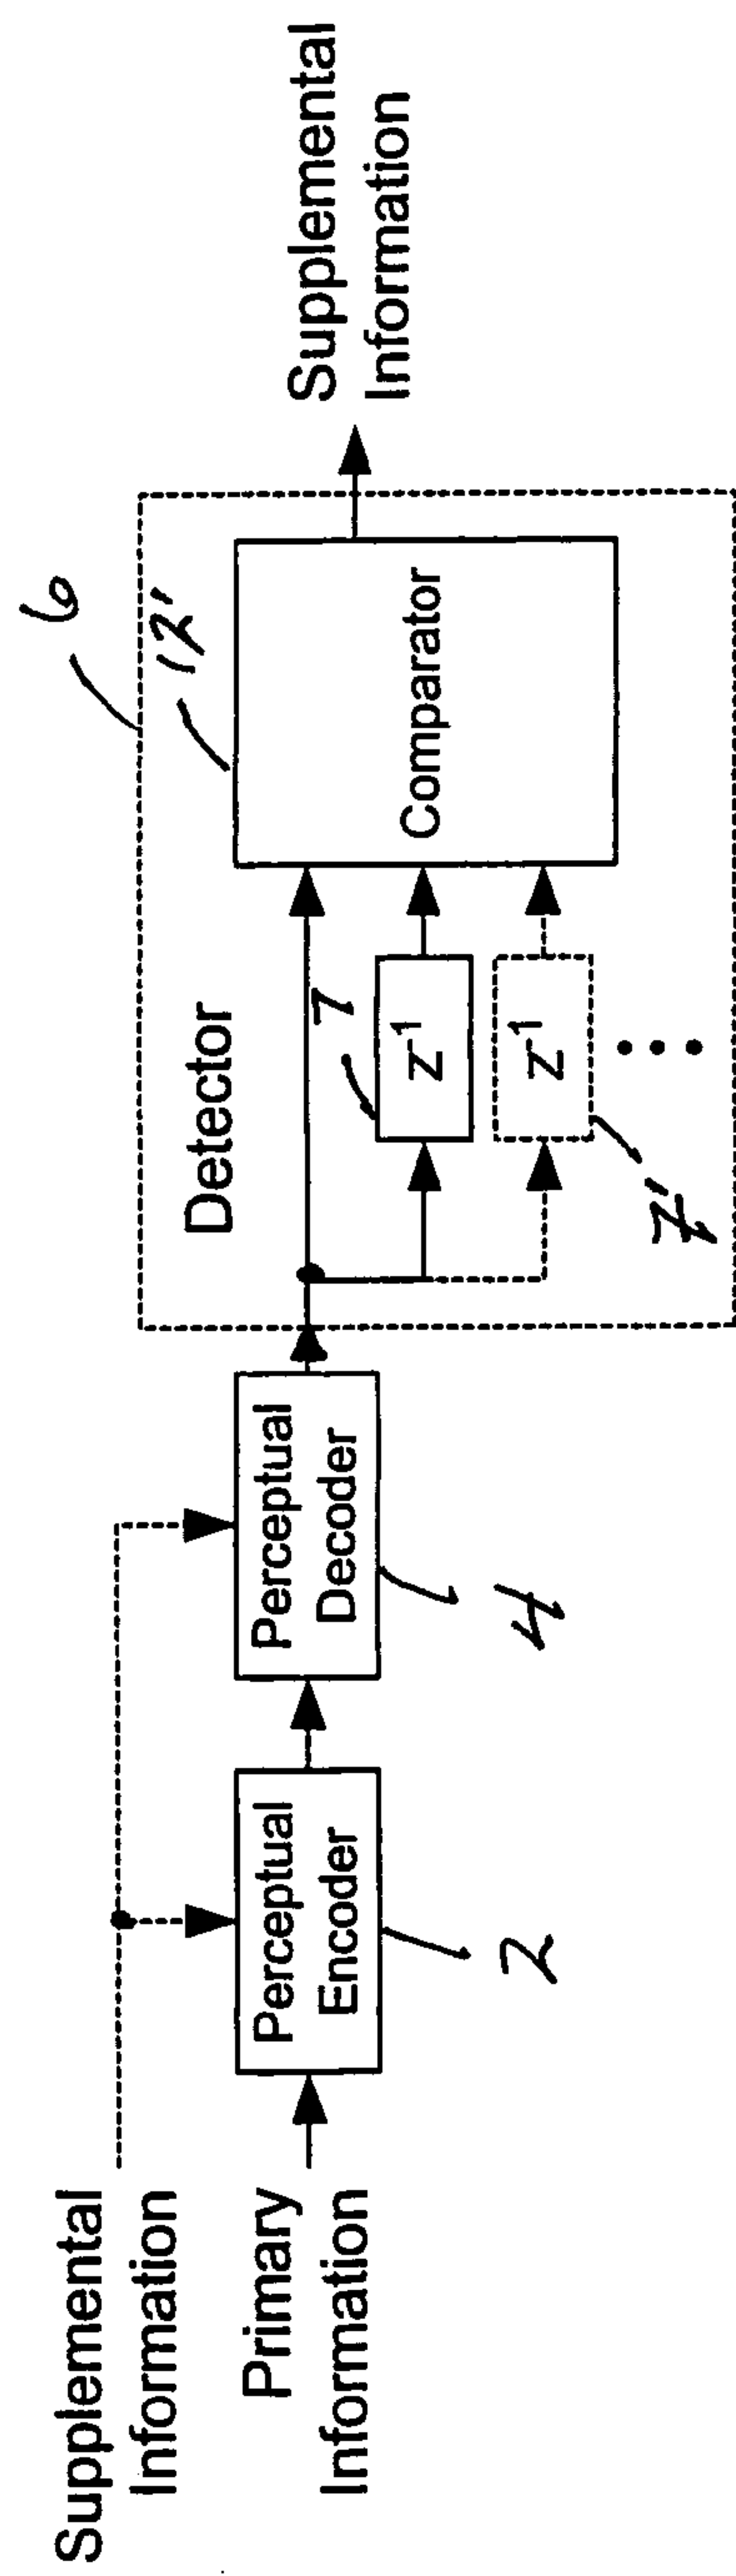 Supplemental
Information
Primary
Information
Perceptual
Encoder
2
Perceptual
Decoder
4
Detector
7
z-1
z-1
7'
Comparator
12'
6
Supplemental
Information